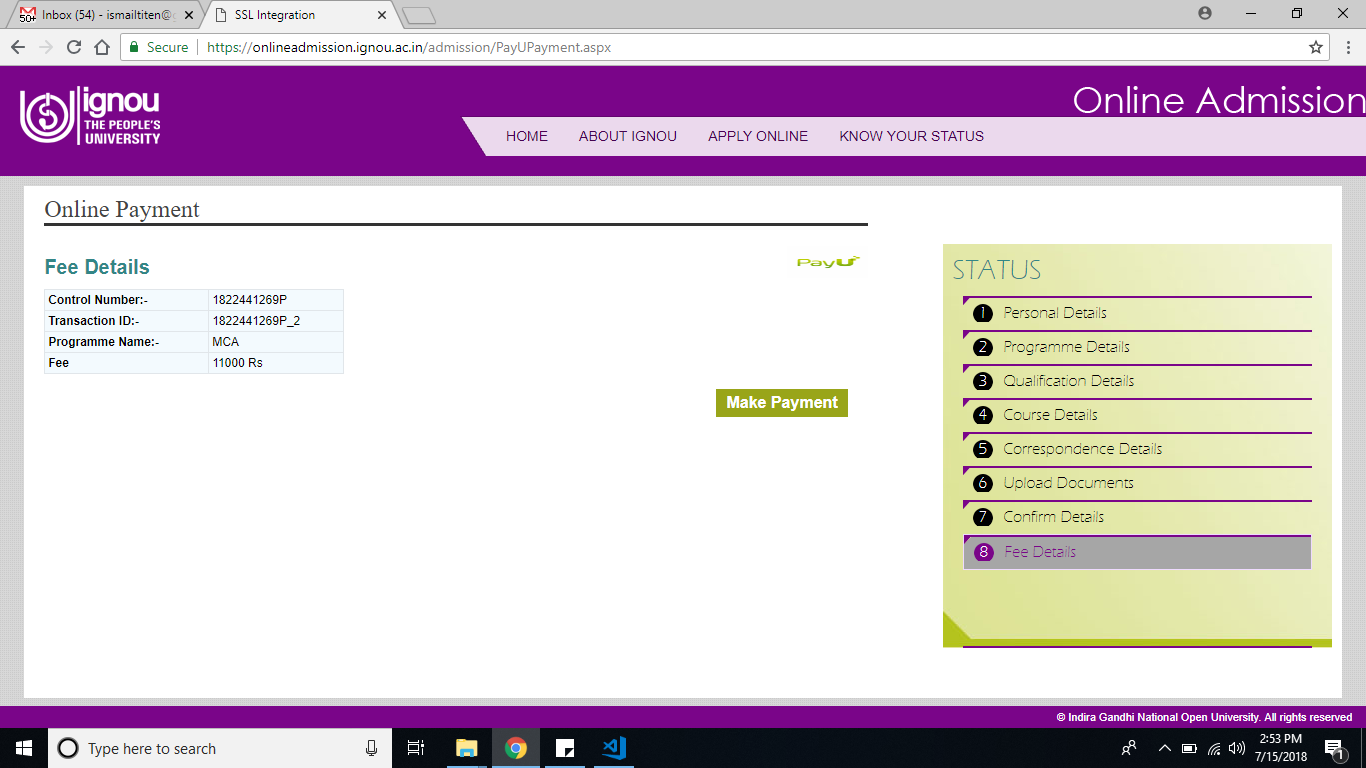 50+ Inbox (54) - ismailtiten@g
SSL Integration
Secure https://onlineadmission.ignou.ac.in/admission/PayUPayment.aspx
ignou
THE PEOPLE'S
UNIVERSITY
Online Admission
HOME ABOUT IGNOU APPLY ONLINE KNOW YOUR STATUS
Online Payment
Fee Details
PayU
Control Number:- 1822441269P
Transaction ID:- 1822441269P_2
Programme Name:- MCA
Fee 11000 Rs
Make Payment
STATUS
1 Personal Details
2 Programme Details
3 Qualification Details
4 Course Details
5 Correspondence Details
6 Upload Documents
7 Confirm Details
8 Fee Details
© Indira Gandhi National Open University. All rights reserved
Type here to search
2:53 PM
7/15/2018
1